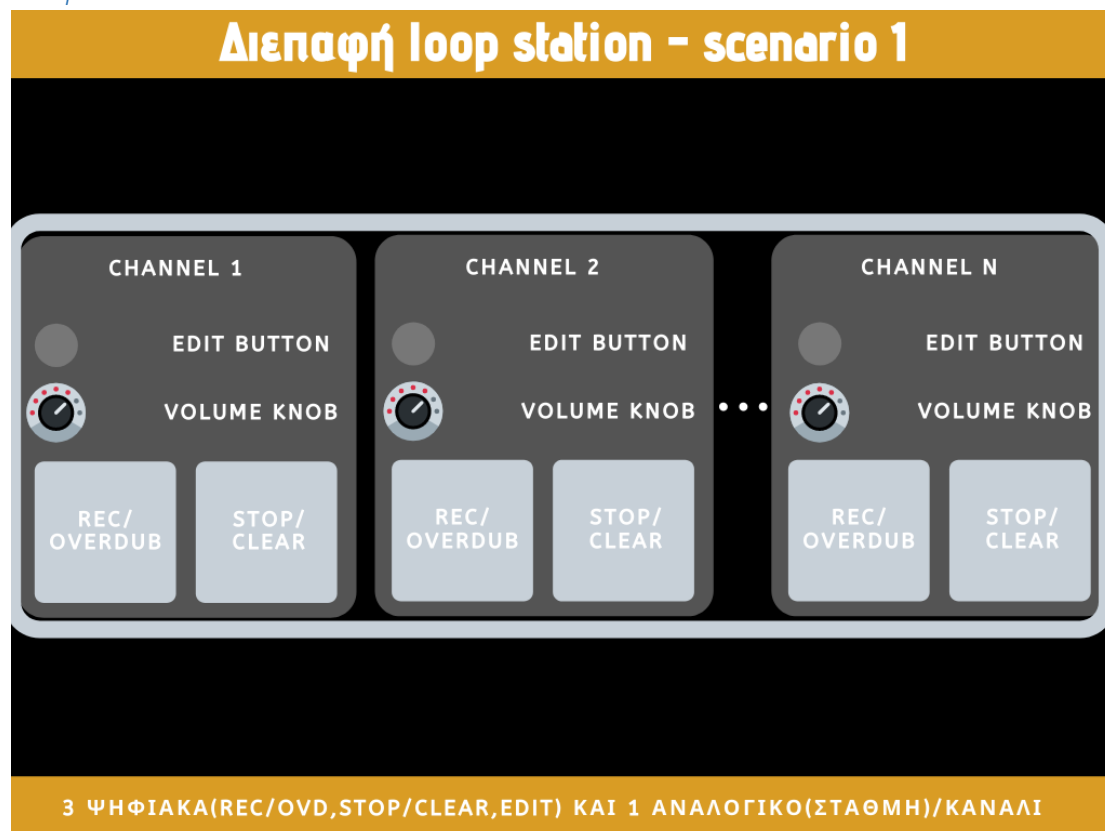 Διεπαφή loop station - scenario 1
CHANNEL 1
EDIT BUTTON
VOLUME KNOB
REC/
OVERDUB
STOP/
CLEAR
CHANNEL 2
EDIT BUTTON
VOLUME KNOB
REC/
OVERDUB
STOP/
CLEAR
...
CHANNEL N
EDIT BUTTON
VOLUME KNOB
REC/
OVERDUB
STOP/
CLEAR
3 ΨΗΦΙΑΚΑ(REC/OVD,STOP/CLEAR,EDIT) ΚΑΙ 1 ΑΝΑΛΟΓΙΚΟ(ΣΤΑΘΜΗ)/ΚΑΝΑΛΙ